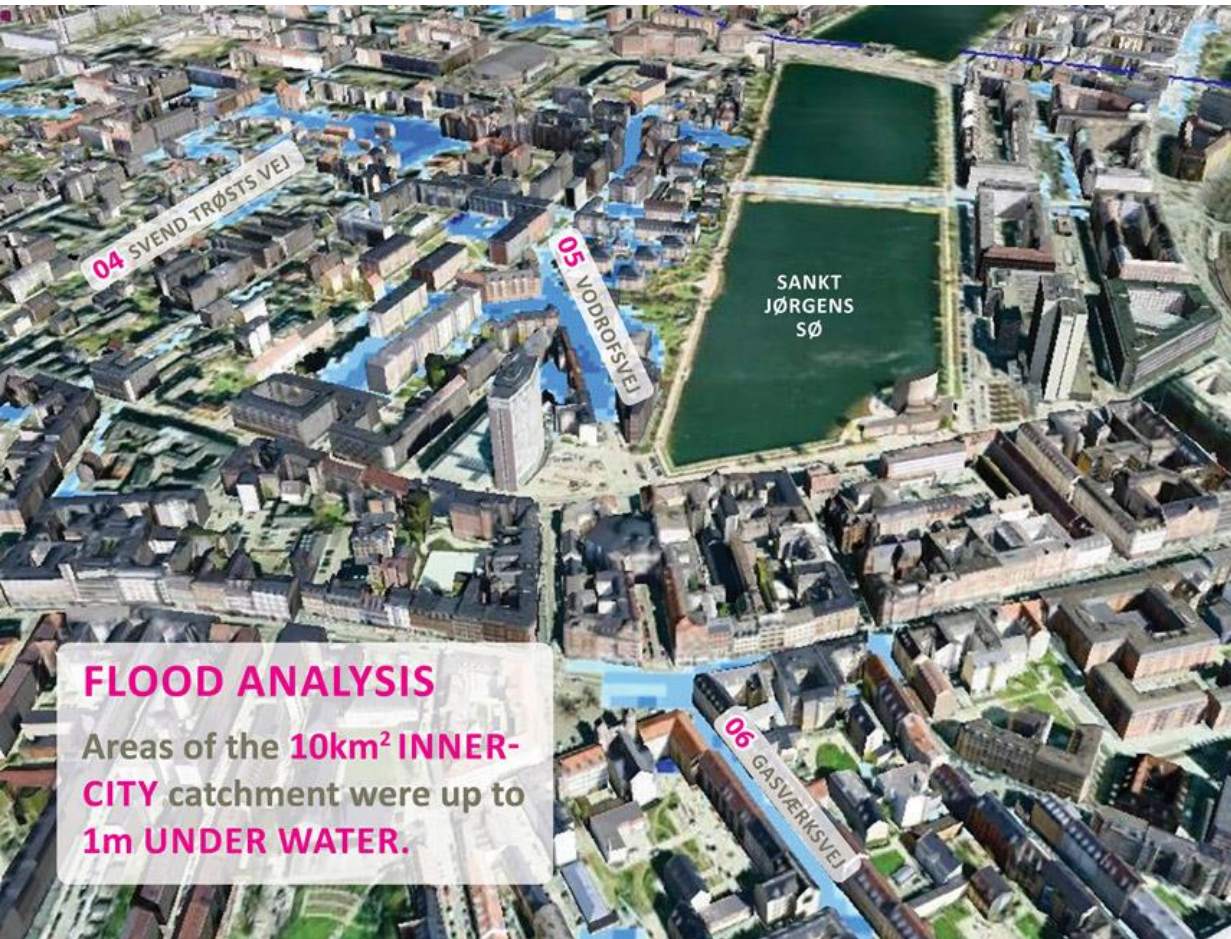 04 SVEND TRØSTS VEJ
05 VODROFSVEJ
SANKT
JØRGENS
SØ
06 GASVÆRKSVEJ
FLOOD ANALYSIS
Areas of the 10km² INNER-
CITY catchment were up to
1m UNDER WATER.